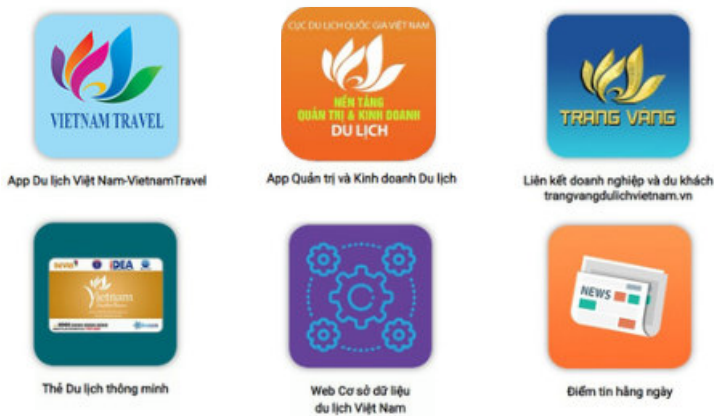 VIETNAM TRAVEL
App Du lịch Việt Nam-VietnamTravel
CỤC DU LỊCH QUỐC GIA VIỆT NAM
NỀN TẢNG
QUẢN TRỊ & KINH DOANH
DU LỊCH
App Quản trị và Kinh doanh Du lịch
TRANG VANG
Liên kết doanh nghiệp và du khách
trangvangdulichvietnam.vn
iDEA
Vietnam
Thẻ Du lịch thông minh
Web Cơ sở dữ liệu
du lịch Việt Nam
NEWS
Điểm tin hằng ngày